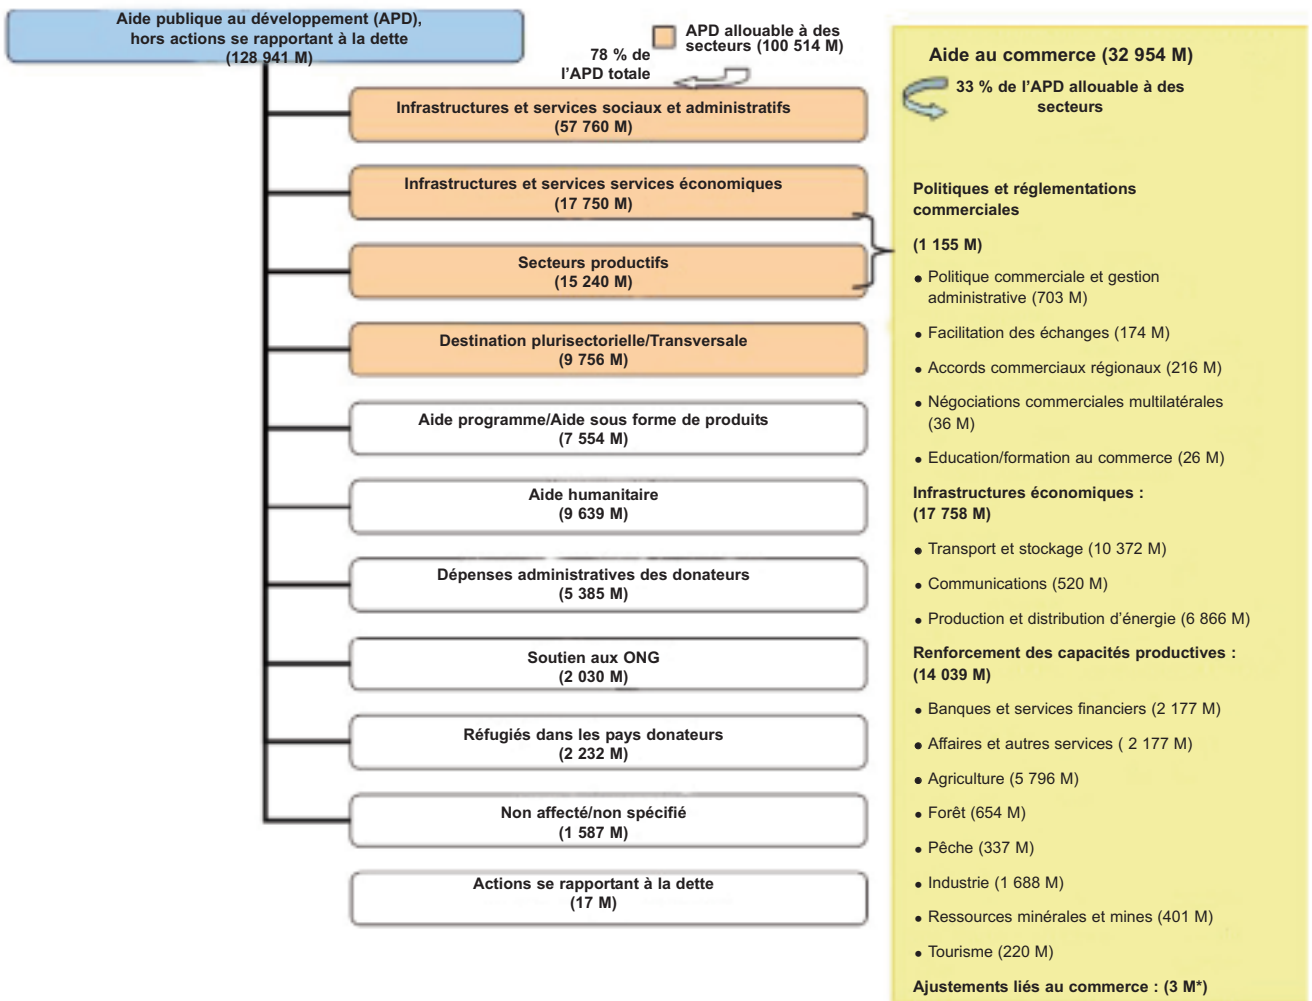 Aide publique au développement (APD),
hors actions se rapportant à la dette
(128 941 M)
APD allouable à des
secteurs (100 514 M)
78 % de
l'APD totale
Infrastructures et services sociaux et administratifs
(57 760 M)
Infrastructures et services services économiques
(17 750 M)
Secteurs productifs
(15 240 M)
Destination plurisectorielle/Transversale
(9 756 M)
Aide programme/Aide sous forme de produits
(7 554 M)
Aide humanitaire
(9 639 M)
Dépenses administratives des donateurs
(5 385 M)
Soutien aux ONG
(2 030 M)
Réfugiés dans les pays donateurs
(2 232 M)
Non affecté/non spécifié
(1 587 M)
Actions se rapportant à la dette
(17 M)
Aide au commerce (32 954 M)
33 % de l'APD allouable à des
secteurs
Politiques et réglementations
commerciales
(1 155 M)
• Politique commerciale et gestion
administrative (703 M)
• Facilitation des échanges (174 M)
• Accords commerciaux régionaux (216 M)
• Négociations commerciales multilatérales
(36 M)
• Education/formation au commerce (26 M)
Infrastructures économiques :
(17 758 M)
• Transport et stockage (10 372 M)
• Communications (520 M)
• Production et distribution d'énergie (6 866 M)
Renforcement des capacités productives :
(14 039 M)
• Banques et services financiers (2 177 M)
• Affaires et autres services ( 2 177 M)
• Agriculture (5 796 M)
• Forêt (654 M)
• Pêche (337 M)
• Industrie (1 688 M)
• Ressources minérales et mines (401 M)
• Tourisme (220 M)
Ajustements liés au commerce : (3 M*)